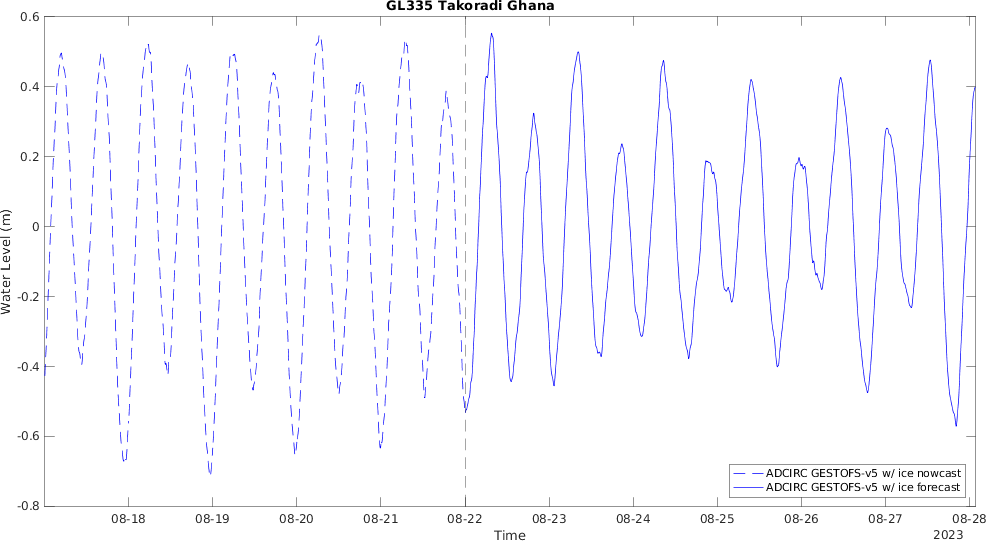 GL335 Takoradi Ghana
0.6
0.4
0.2
0
-0.2
-0.4
-0.6
-0.8
Water Level (m)
ADCIRC GESTOFS-v5 w/ ice nowcast
ADCIRC GESTOFS-v5 w/ ice forecast
08-18 08-19 08-20 08-21 08-22 08-23 08-24 08-25 08-26 08-27 08-28
Time
2023